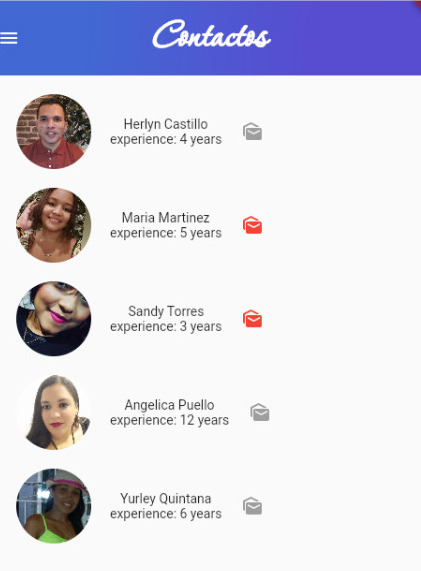 Contactos
Herlyn Castillo
experience: 4 years
Maria Martinez
experience: 5 years
Sandy Torres
experience: 3 years
Angelica Puello
experience: 12 years
Yurley Quintana
experience: 6 years